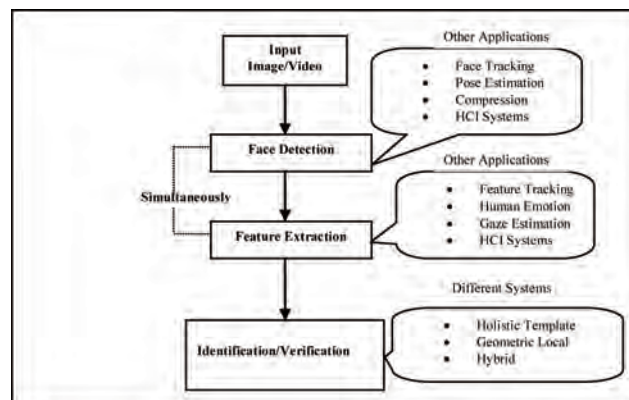 Input
Image/Video
Other Applications
• Face Tracking
• Pose Estimation
• Compression
• HCI Systems
Face Detection
Other Applications
• Feature Tracking
• Human Emotion
• Gaze Estimation
• HCI Systems
Simultaneously
Feature Extraction
Different Systems
• Holistic Template
• Geometric Local
• Hybrid
Identification/Verification